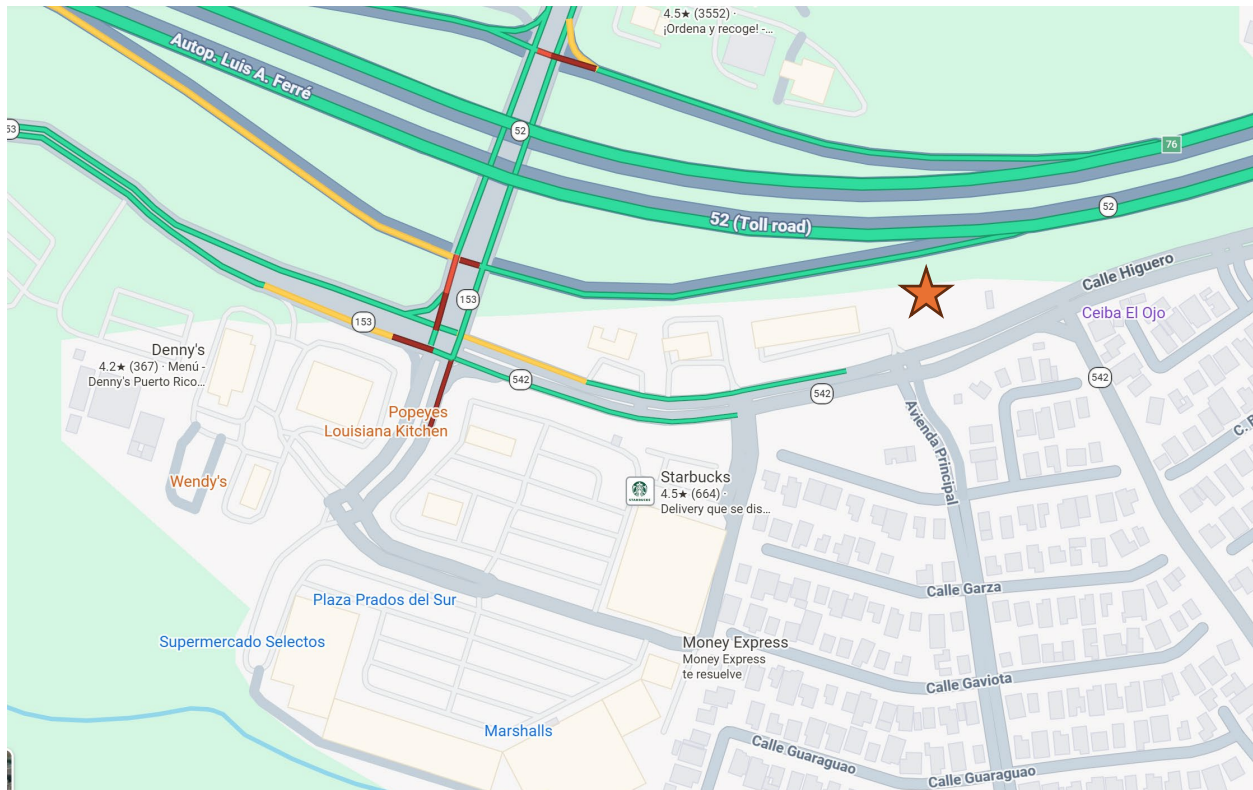 4.5★ (3552) ·
¡Ordena y recoge! -...
Autop. Luis A. Ferré
53
52
76
52 (Toll road)
52
Calle Higuero
Ceiba El Ojo
153
153
Denny's
4.2★ (367) · Menú -
Denny's Puerto Rico...
542
542
542
Popeyes
Louisiana Kitchen
Avienda Principal
Wendy's
Starbucks
4.5★ (664) ·
Delivery que se dis...
STARBUCKS
Calle Garza
Plaza Prados del Sur
Supermercado Selectos
Money Express
Money Express
te resuelve
Calle Gaviota
Marshalls
Calle Guaraguao
Calle Guaraguao